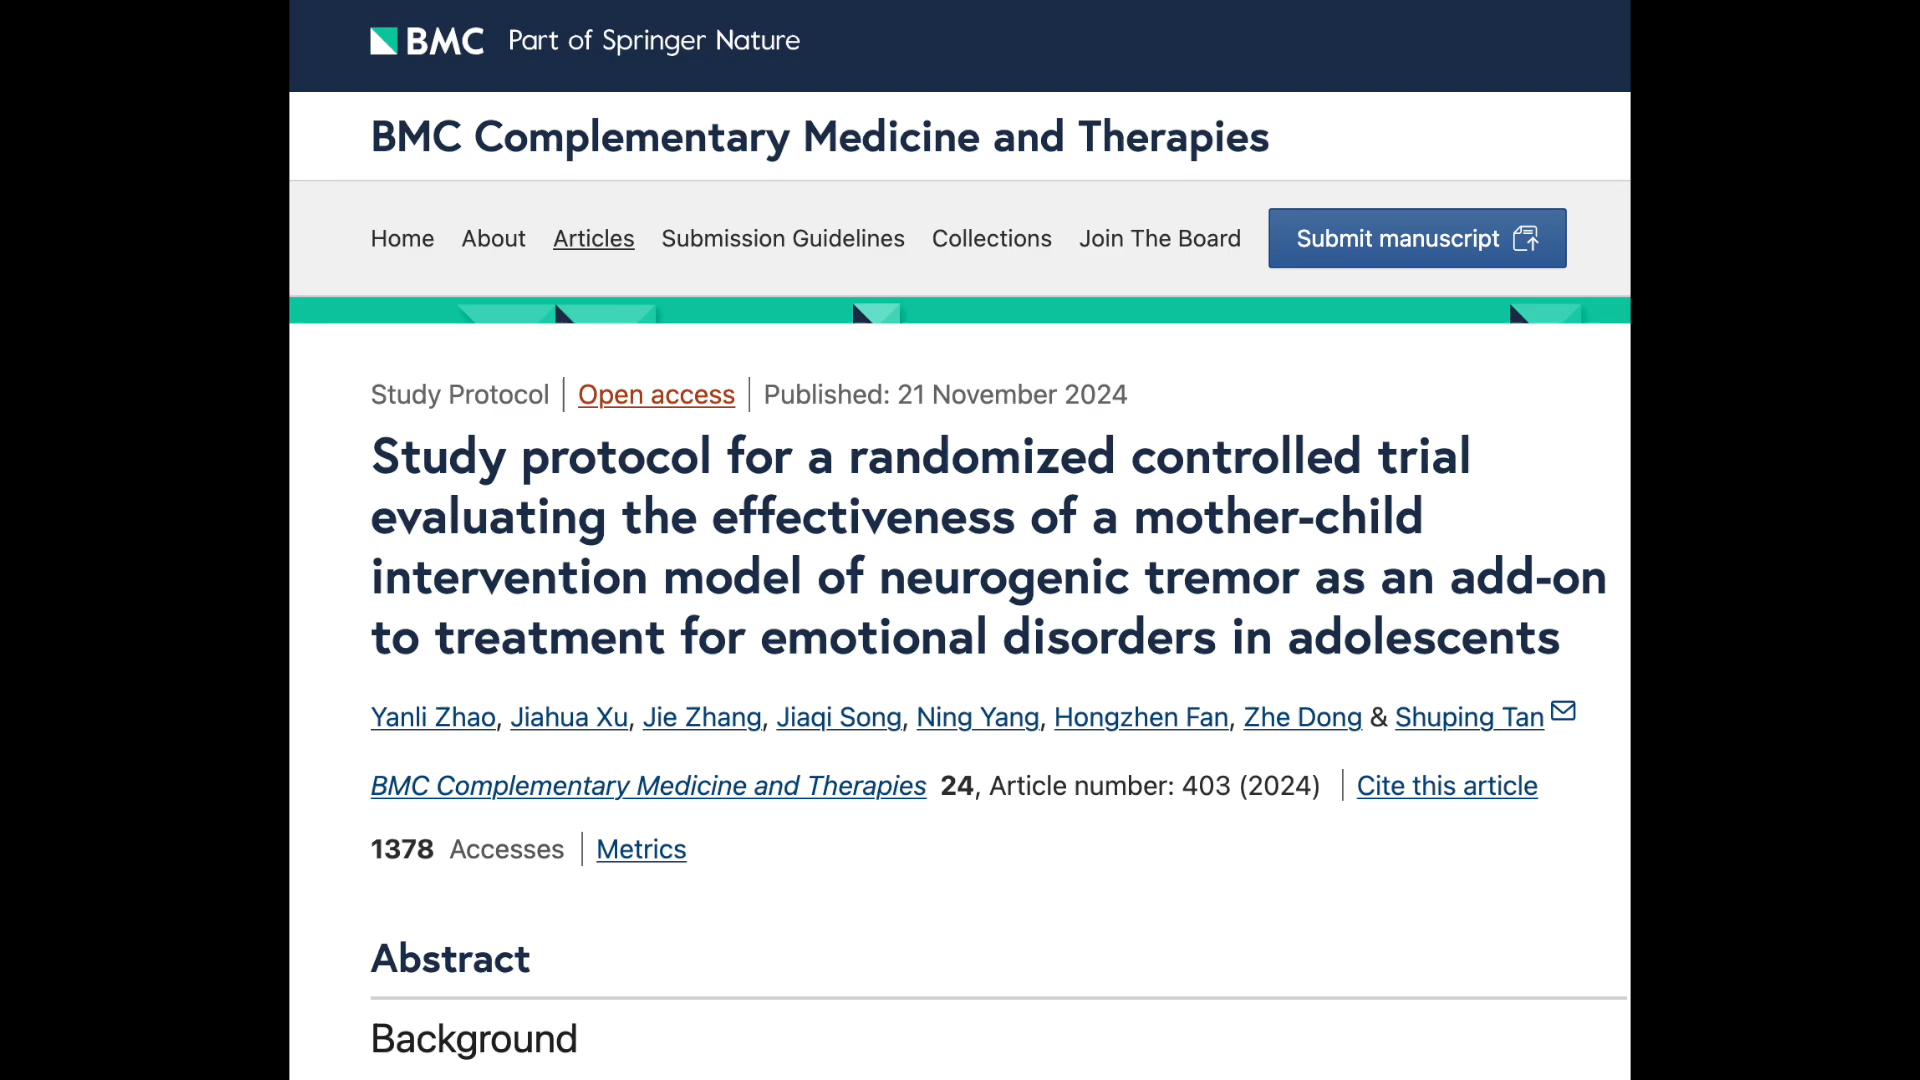 BMC Part of Springer Nature
BMC Complementary Medicine and Therapies
Home About Articles Submission Guidelines Collections Join The Board Submit manuscript
Study Protocol Open access Published: 21 November 2024
Study protocol for a randomized controlled trial
evaluating the effectiveness of a mother-child
intervention model of neurogenic tremor as an add-on
to treatment for emotional disorders in adolescents
Yanli Zhao, Jiahua Xu, Jie Zhang, Jiaqi Song, Ning Yang, Hongzhen Fan, Zhe Dong & Shuping Tan
BMC Complementary Medicine and Therapies 24, Article number: 403 (2024) Cite this article
1378 Accesses Metrics
Abstract
Background